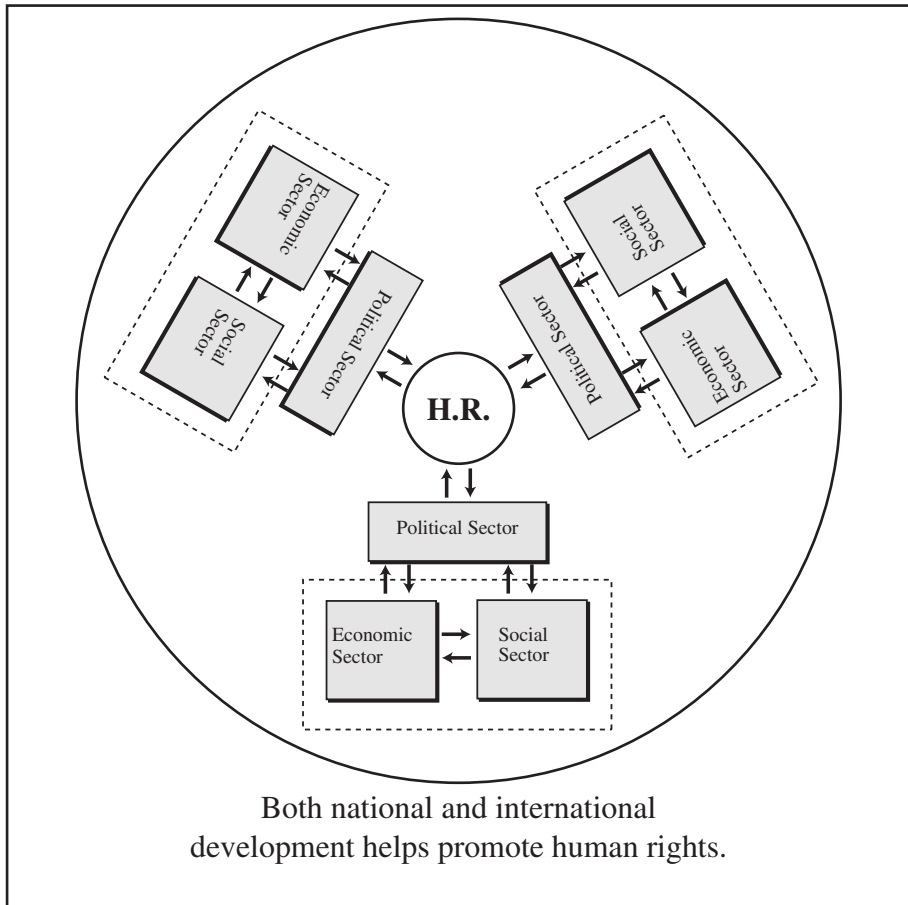 Economic
Sector
Social
Sector
Political Sector
Social
Sector
Economic
Sector
Political Sector
H.R.
Political Sector
Economic
Sector
Social
Sector
Both national and international
development helps promote human rights.